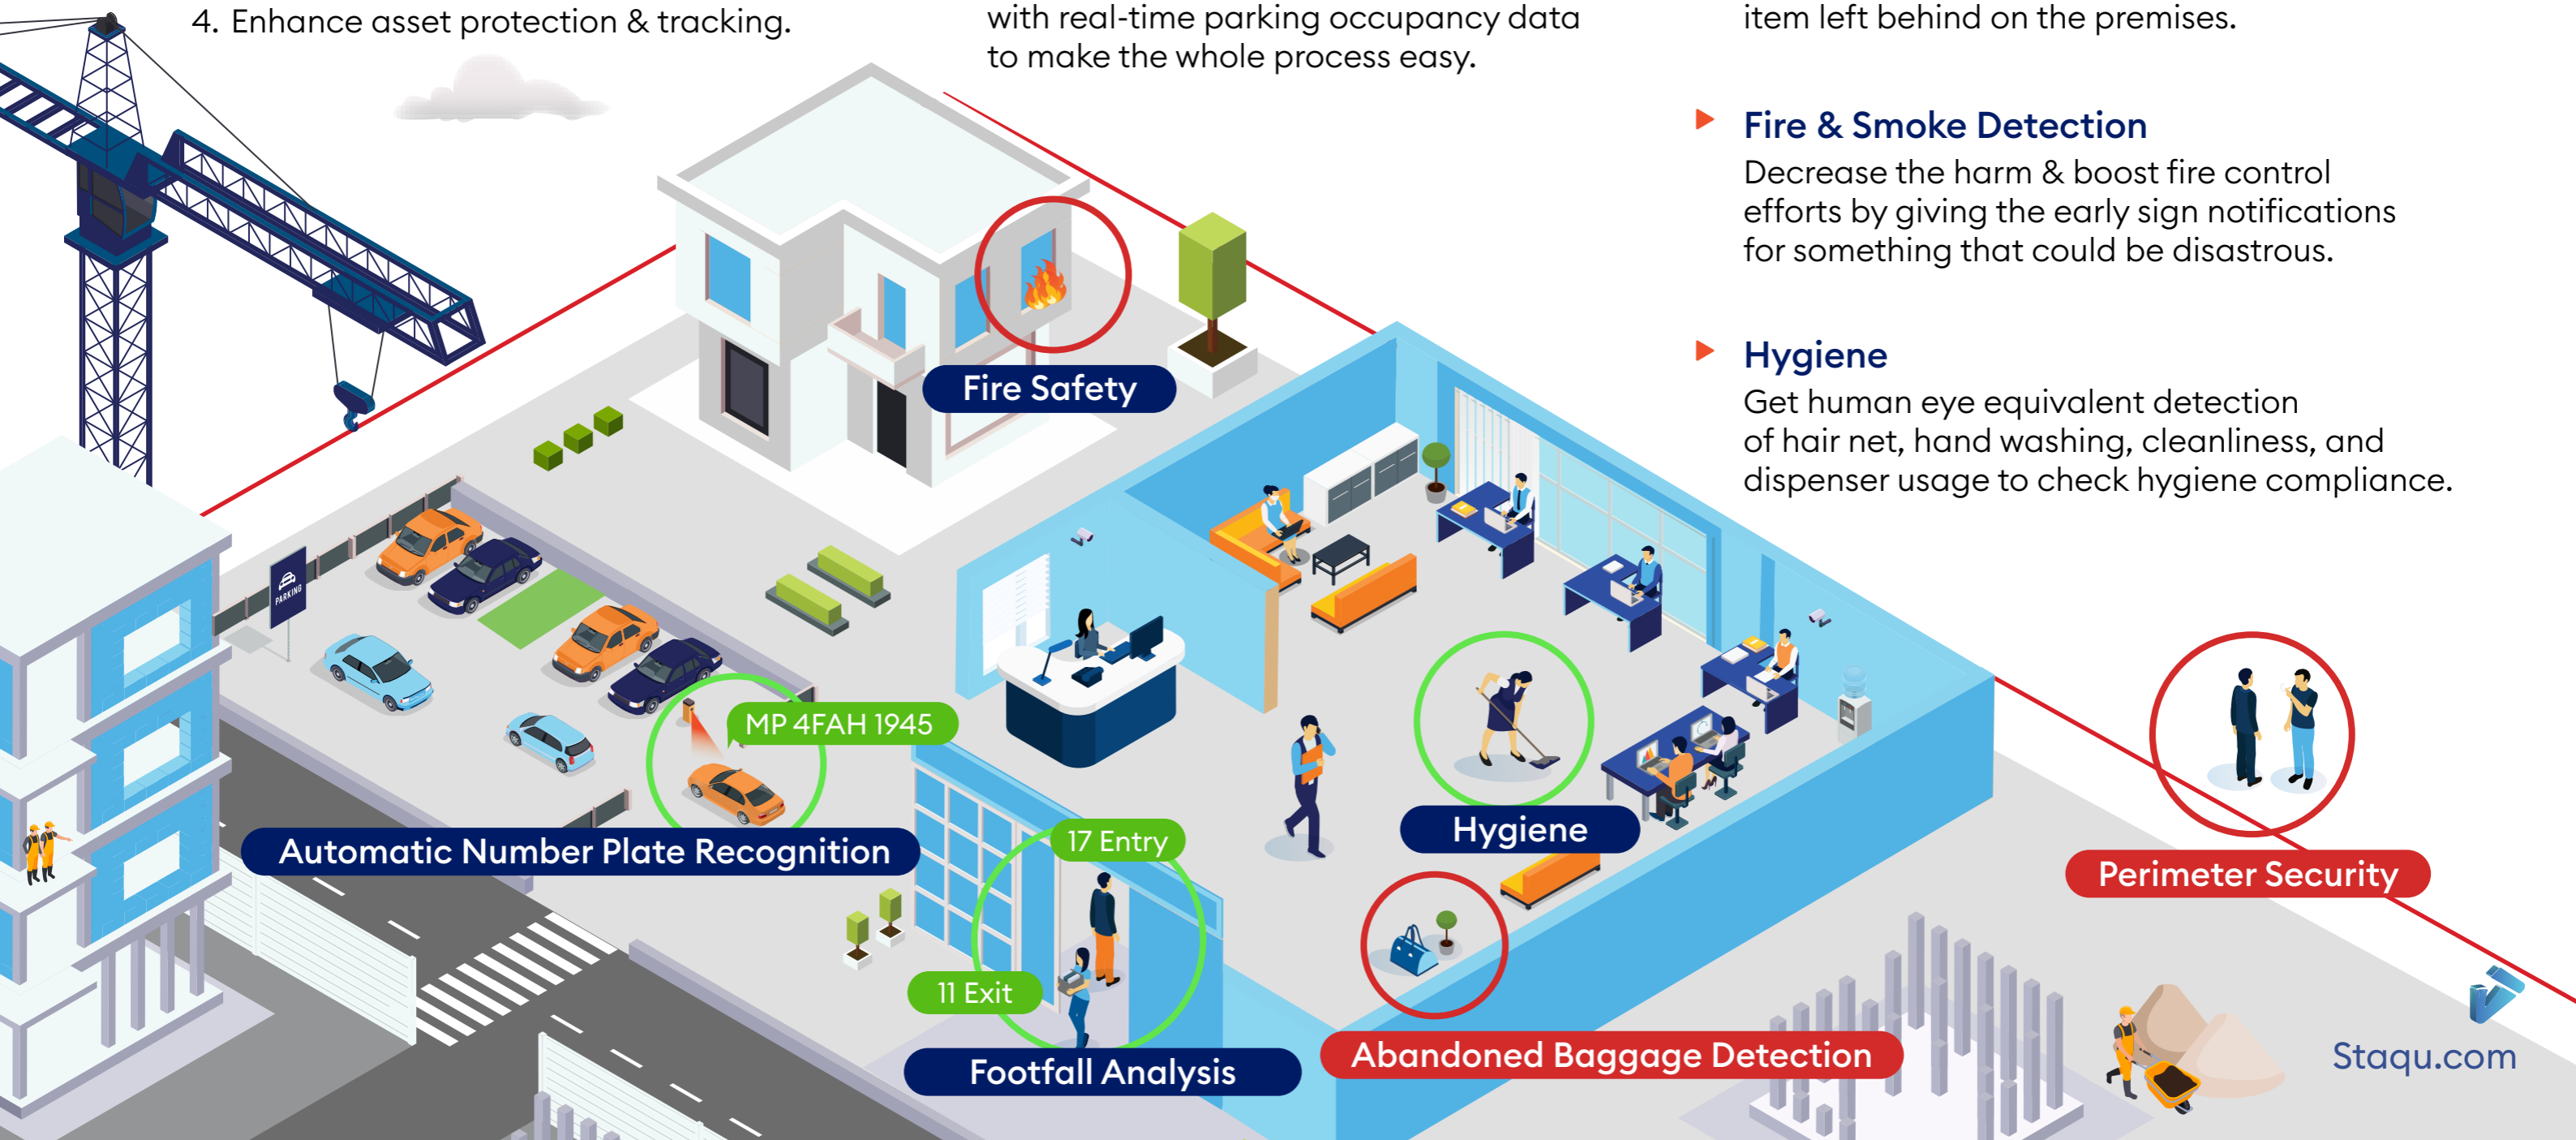 4. Enhance asset protection & tracking.
with real-time parking occupancy data
to make the whole process easy.
item left behind on the premises.
Fire & Smoke Detection
Decrease the harm & boost fire control
efforts by giving the early sign notifications
for something that could be disastrous.
Hygiene
Get human eye equivalent detection
of hair net, hand washing, cleanliness, and
dispenser usage to check hygiene compliance.
Fire Safety
PARKING
MP 4FAH 1945
Automatic Number Plate Recognition
17 Entry
11 Exit
Footfall Analysis
Hygiene
Abandoned Baggage Detection
Perimeter Security
Staqu.com